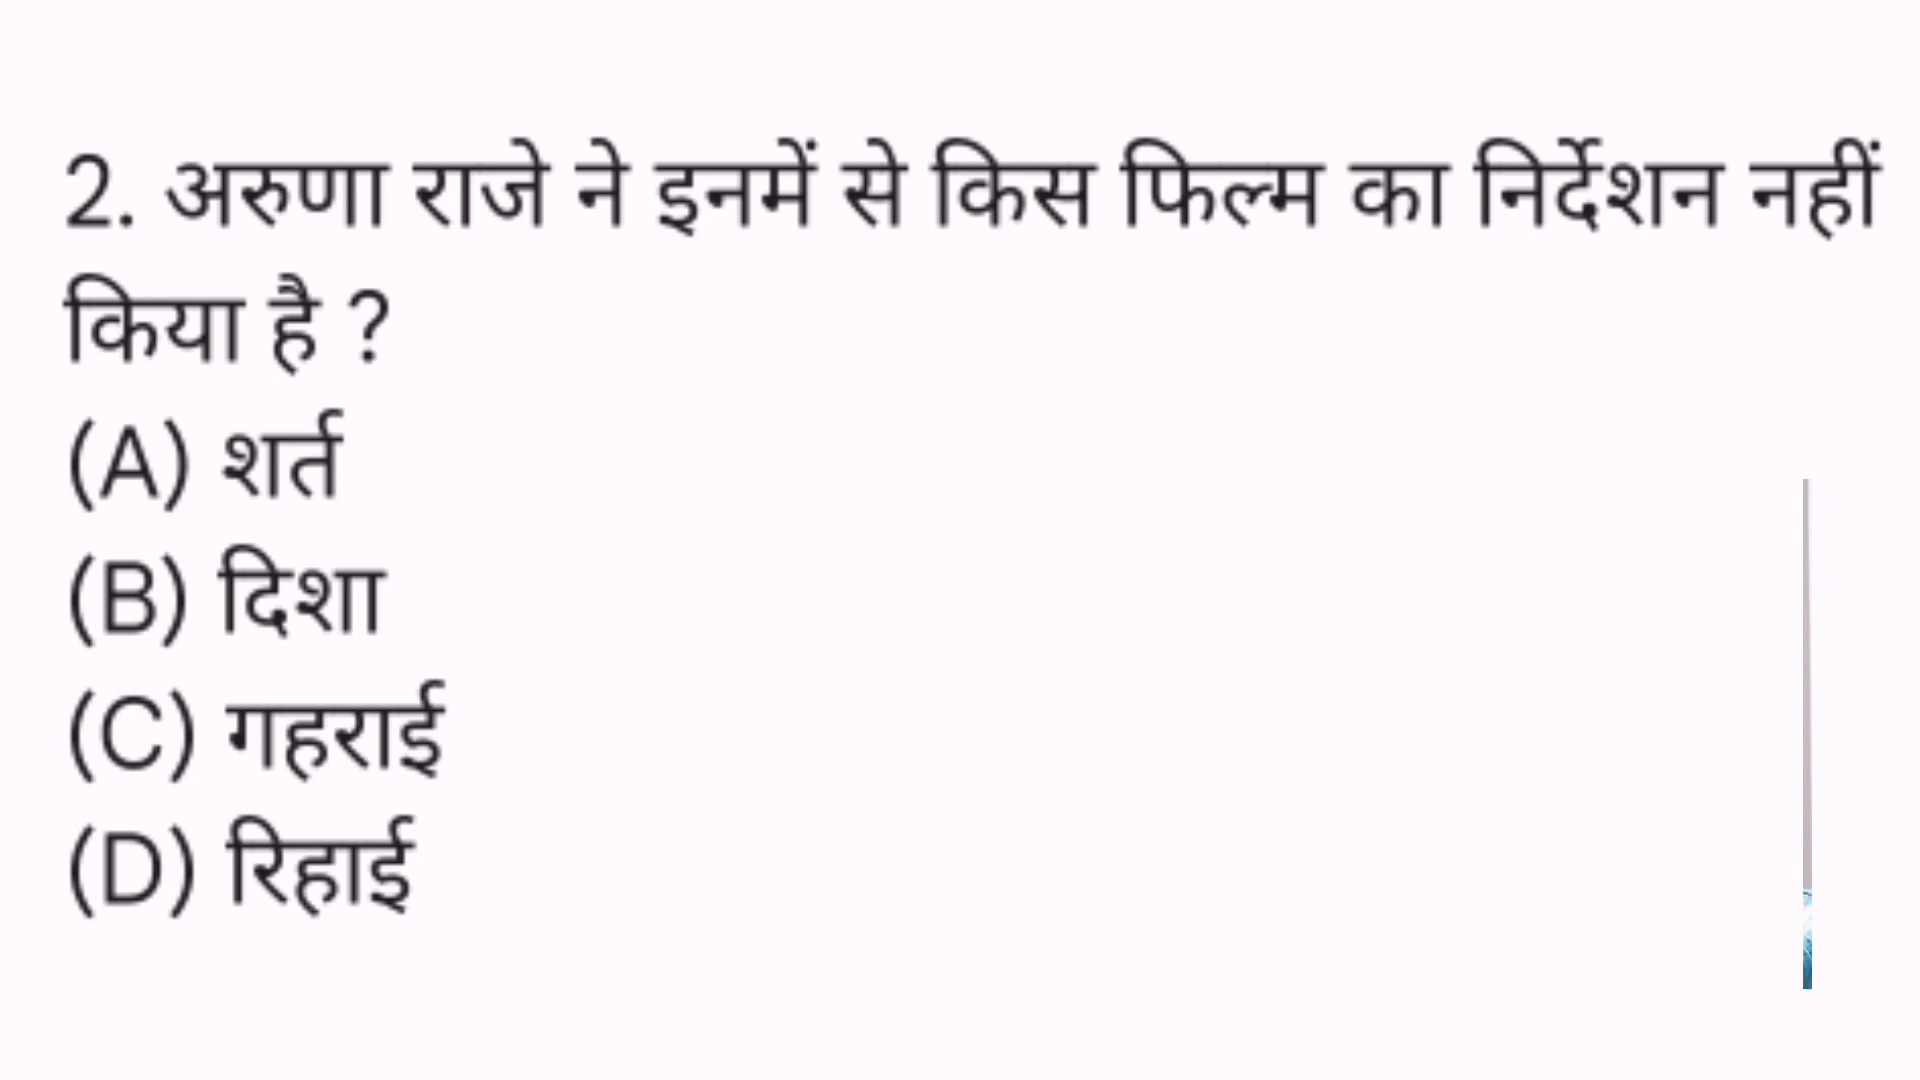 2. अरुणा राजे ने इनमें से किस फिल्म का निर्देशन नहीं
किया है ?
(A) शर्त
(B) दिशा
(C) गहराई
(D) रिहाई